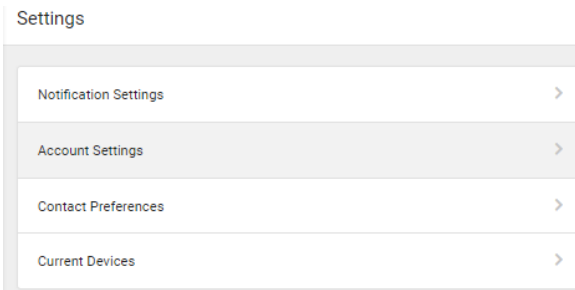 Settings
Notification Settings
Account Settings
Contact Preferences
Current Devices